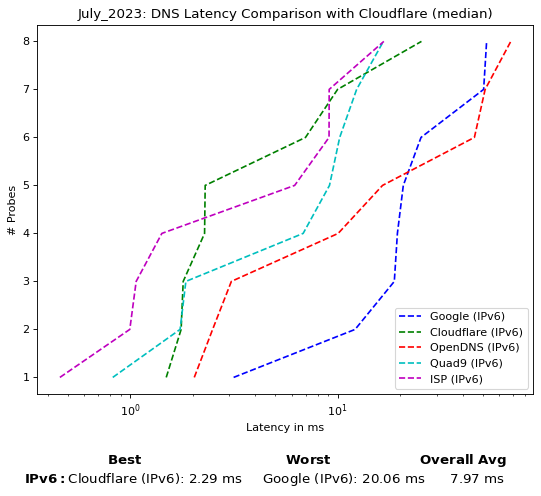 July_2023: DNS Latency Comparison with Cloudflare (median)
8
7
6
5
4
3
2
1
# Probes
10⁰
10¹
Latency in ms
Google (IPv6)
Cloudflare (IPv6)
OpenDNS (IPv6)
Quad9 (IPv6)
ISP (IPv6)
Best Worst Overall Avg
IPv6: Cloudflare (IPv6): 2.29 ms Google (IPv6): 20.06 ms 7.97 ms